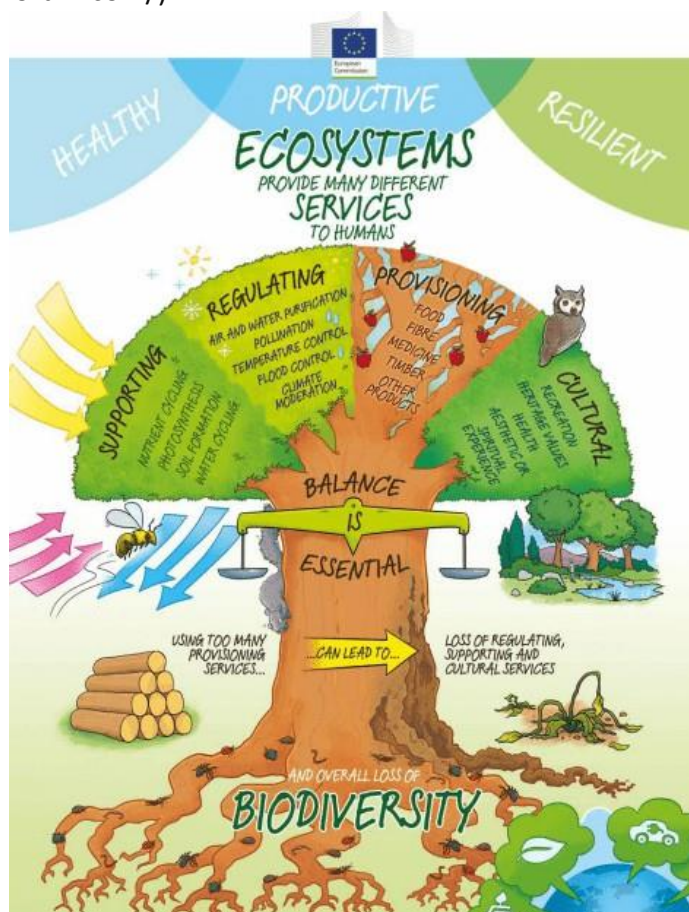 European
Commission
HEALTHY
PRODUCTIVE
RESILIENT
ECOSYSTEMS
PROVIDE MANY DIFFERENT
SERVICES
TO HUMANS
SUPPORTING
NUTRIENT CYCLING
PHOTOSYNTHESIS
SOIL FORMATION
WATER CYCLING
REGULATING
AIR AND WATER PURIFICATION
POLLINATION
TEMPERATURE CONTROL
FLOOD CONTROL
CLIMATE
MODERATION
PROVISIONING
FOOD
FIBRE
MEDICINE
TIMBER
OTHER
PRODUCTS
CULTURAL
RECREATION
HERITAGE VALUES
HEALTH
AESTHETIC OR
SPIRITUAL
EXPERIENCE
BALANCE
IS
ESSENTIAL
USING TOO MANY
PROVISIONING
SERVICES...
...CAN LEAD TO...
LOSS OF REGULATING,
SUPPORTING AND
CULTURAL SERVICES
AND OVERALL LOSS OF
BIODIVERSITY